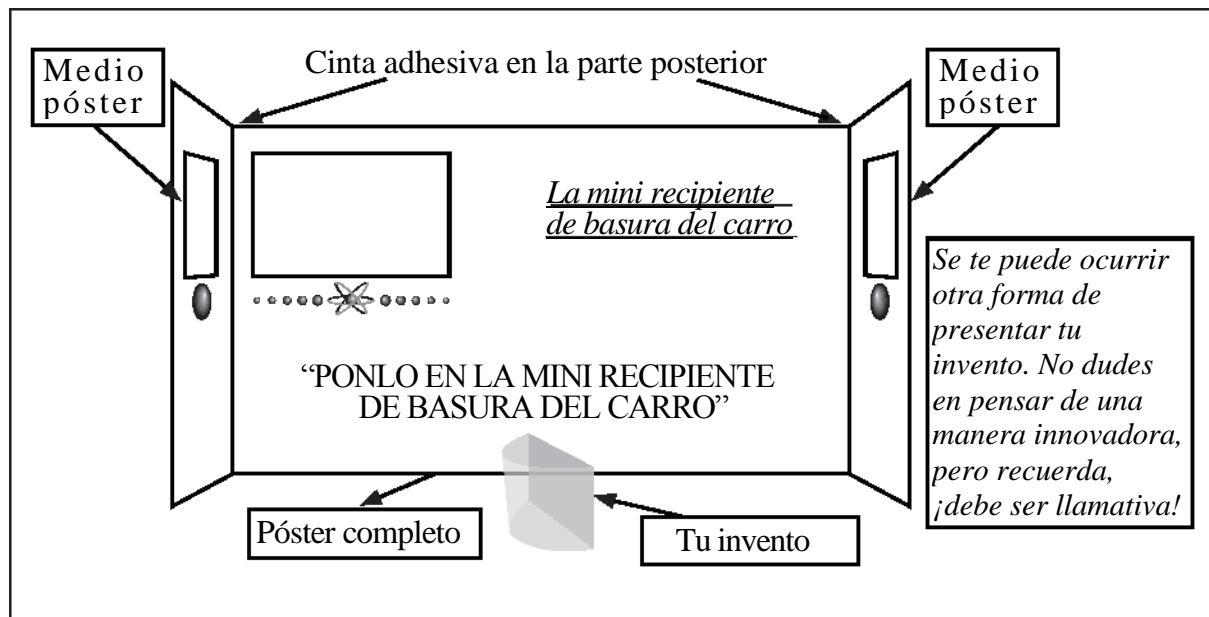 Medio
póster
Cinta adhesiva en la parte posterior
Medio
póster
La mini recipiente
de basura del carro
Se te puede ocurrir
otra forma de
presentar tu
invento. No dudes
en pensar de una
manera innovadora,
pero recuerda,
¡debe ser llamativa!
“PONLO EN LA MINI RECIPIENTE
DE BASURA DEL CARRO”
Póster completo
Tu invento